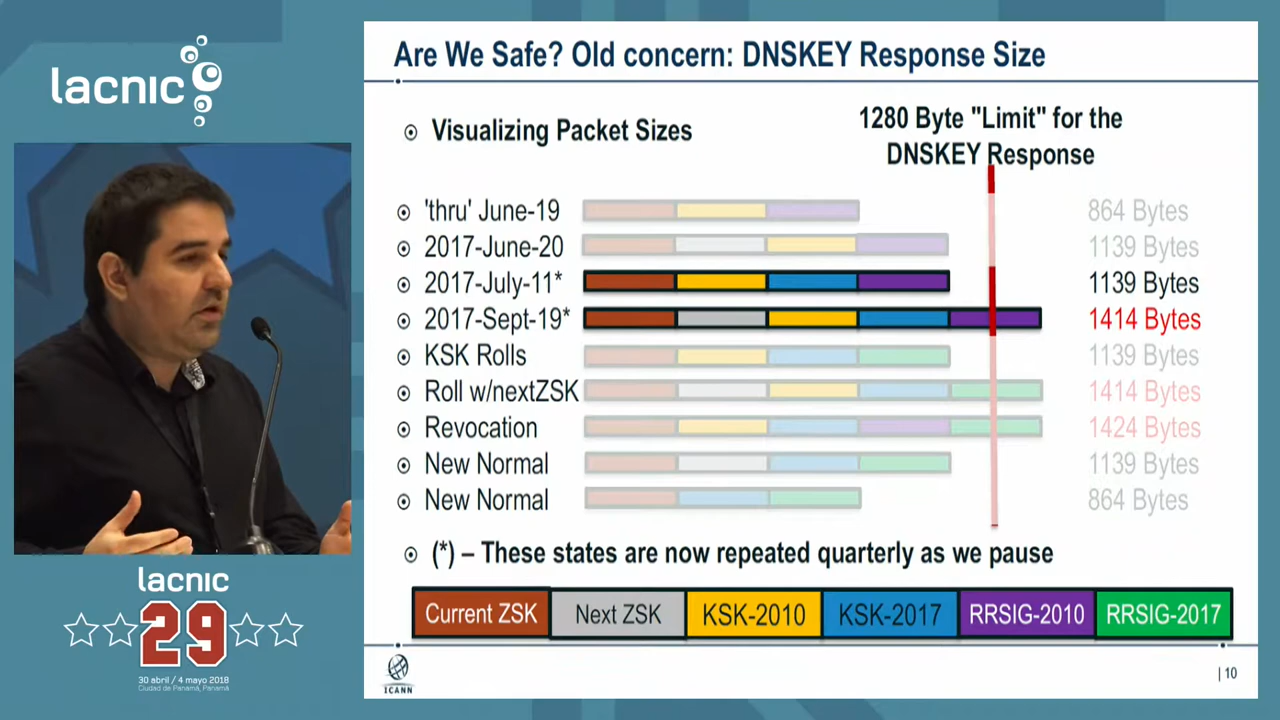 lacnic
Are We Safe? Old concern: DNSKEY Response Size
Visualizing Packet Sizes
1280 Byte "Limit" for the
DNSKEY Response
'thru' June-19 864 Bytes
2017-June-20 1139 Bytes
2017-July-11* 1139 Bytes
2017-Sept-19* 1414 Bytes
KSK Rolls 1139 Bytes
Roll w/nextZSK 1414 Bytes
Revocation 1424 Bytes
New Normal 1139 Bytes
New Normal 864 Bytes
(*) – These states are now repeated quarterly as we pause
Current ZSK Next ZSK KSK-2010 KSK-2017 RRSIG-2010 RRSIG-2017
ICANN
| 10
lacnic
29
30 abril / 4 mayo 2018
Ciudad de Panamá, Panamá